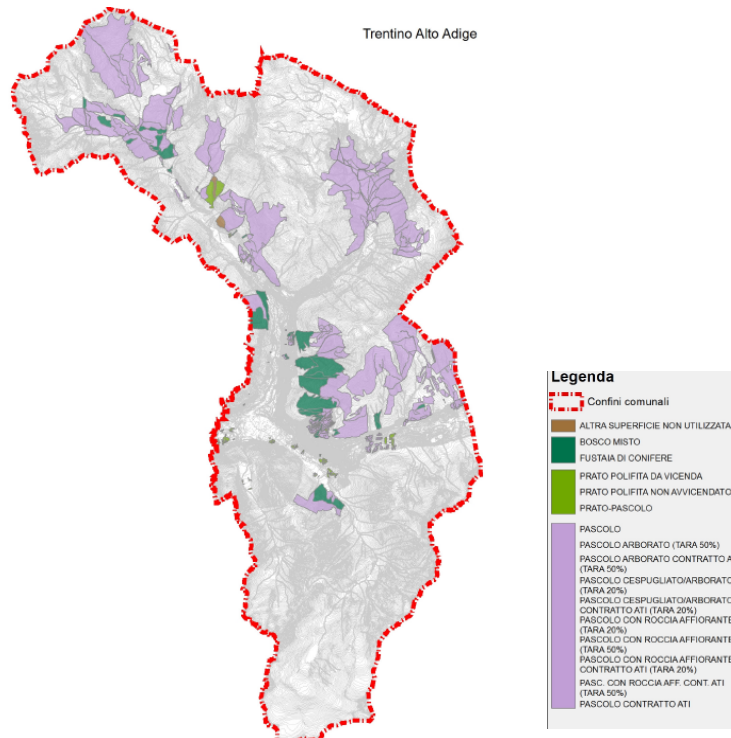 Trentino Alto Adige
Legenda
Confini comunali
ALTRA SUPERFICIE NON UTILIZZATA
BOSCO MISTO
FUSTAIA DI CONIFERE
PRATO POLIFITA DA VICENDA
PRATO POLIFITA NON AVVICENDATO
PRATO-PASCOLO
PASCOLO
PASCOLO ARBORATO (TARA 50%)
PASCOLO ARBORATO CONTRATTO A
(TARA 50%)
PASCOLO CESPUGLIATO/ARBORATO
(TARA 20%)
PASCOLO CESPUGLIATO/ARBORATO
CONTRATTO ATI (TARA 20%)
PASCOLO CON ROCCIA AFFIORANTE
(TARA 20%)
PASCOLO CON ROCCIA AFFIORANTE
(TARA 50%)
PASCOLO CON ROCCIA AFFIORANTE
CONTRATTO ATI (TARA 20%)
PASC. CON ROCCIA AFF. CONT. ATI
(TARA 50%)
PASCOLO CONTRATTO ATI